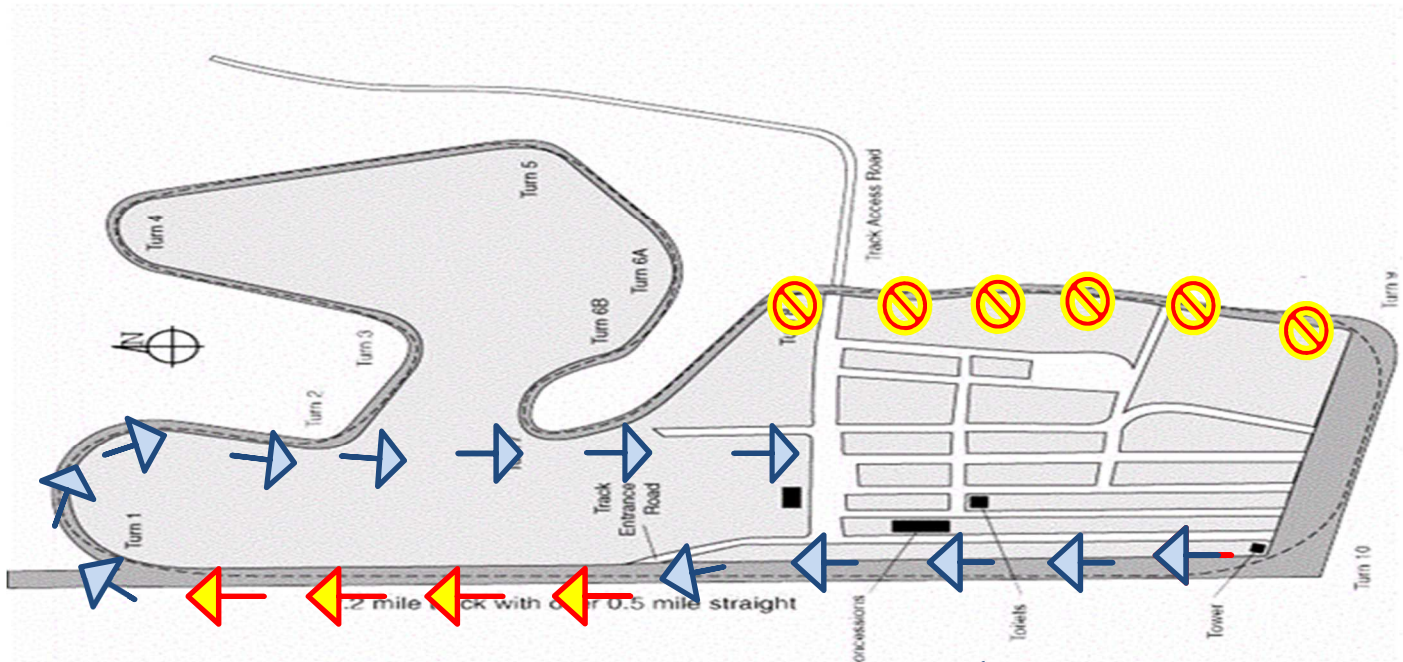 Turn 5
Track Access Road
Turn 4
Turn 6A
Turn 6B
Turn 3
N
Turn 2
Track
Entrance
Road
Turn 1
Turn 10
.2 mile track with over 0.5 mile straight
oncessions
Toilets
Tower